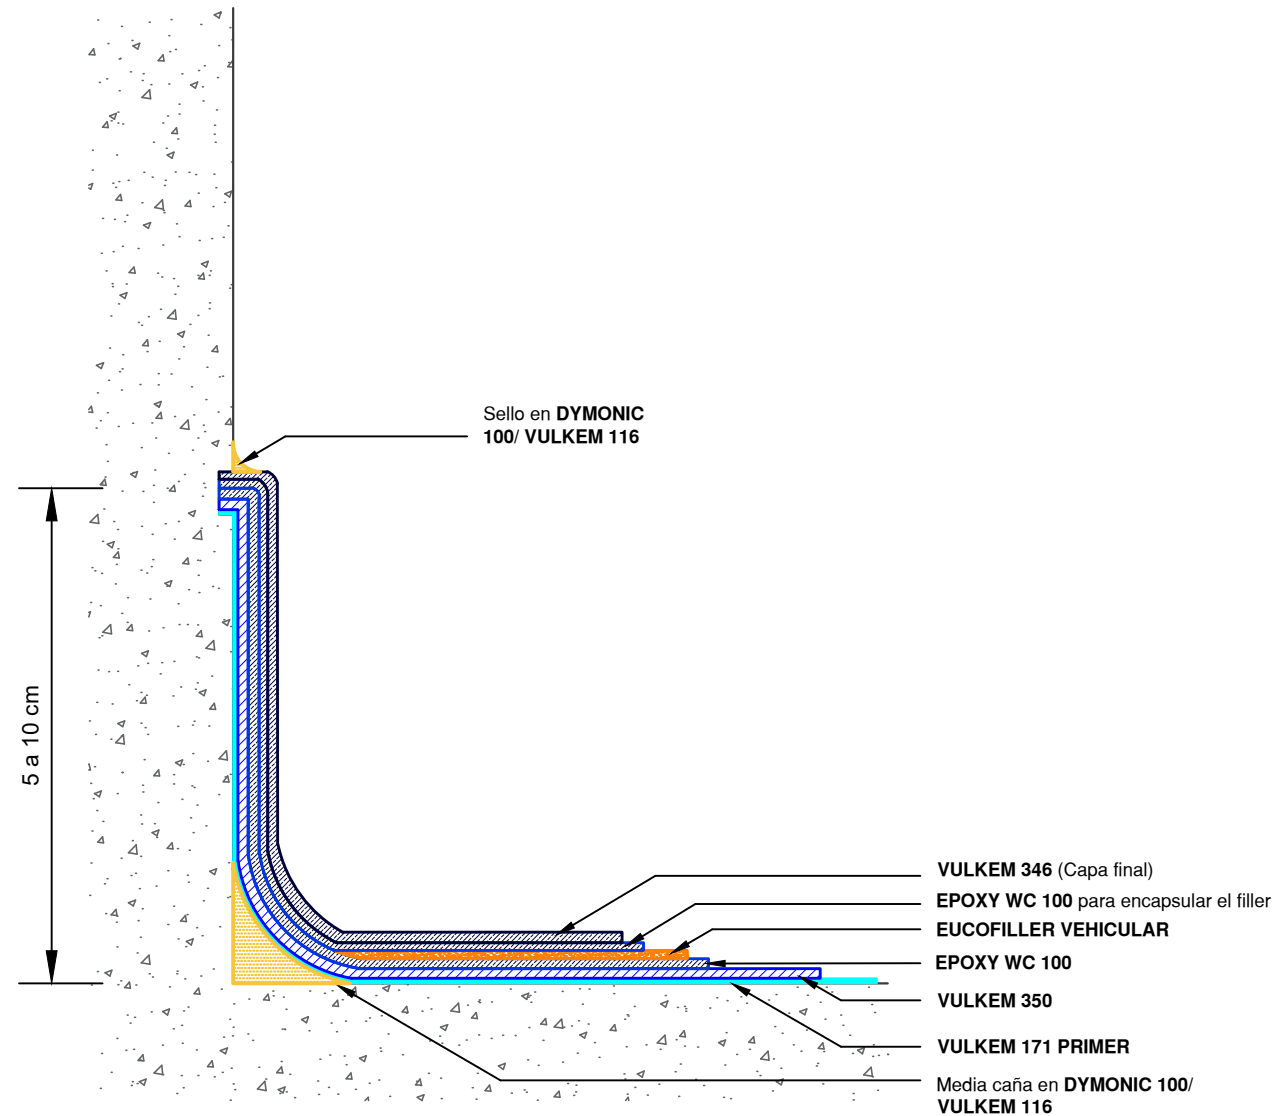 Sello en DYMONIC
100/ VULKEM 116
5 a 10 cm
VULKEM 346 (Capa final)
EPOXY WC 100 para encapsular el filler
EUCOFILLER VEHICULAR
EPOXY WC 100
VULKEM 350
VULKEM 171 PRIMER
Media caña en DYMONIC 100/
VULKEM 116